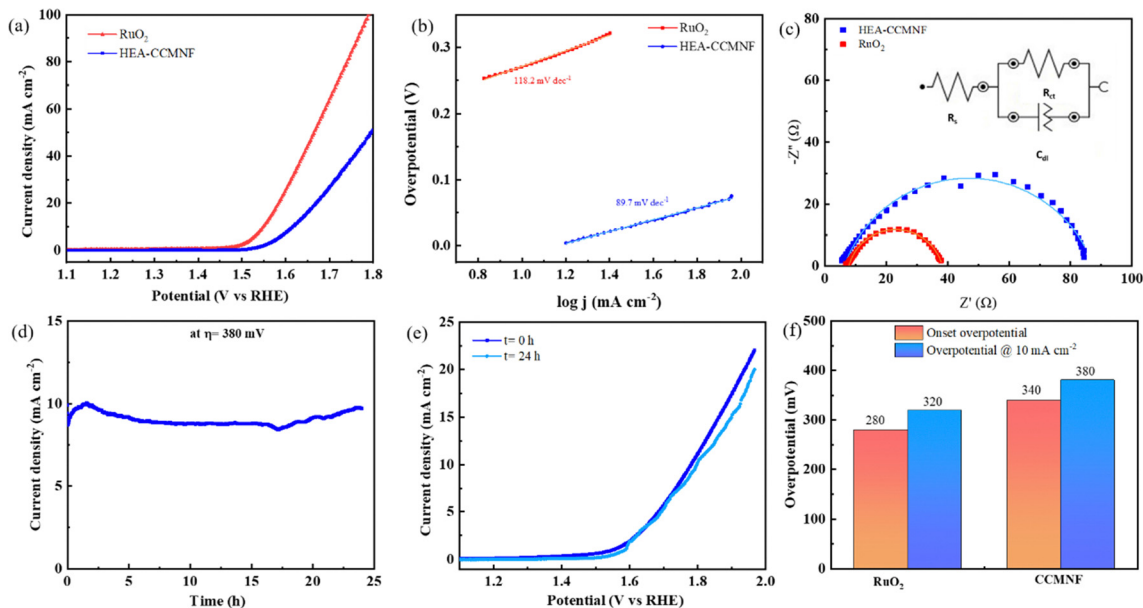 (a)
RuO2
HEA-CCMNF
100
80
60
40
20
0
Current density (mA cm-2)
1.1 1.2 1.3 1.4 1.5 1.6 1.7 1.8
Potential (V vs RHE)
(b)
RuO2
HEA-CCMNF
118.2 mV dec-1
89.7 mV dec-1
0.3
0.2
0.1
0.0
Overpotential (V)
0.8 1.0 1.2 1.4 1.6 1.8 2.0
log j (mA cm-2)
(c)
HEA-CCMNF
RuO2
Rs
Rct
Cdl
80
60
40
20
0
-Z'' (Ω)
0 20 40 60 80 100
Z' (Ω)
(d)
at η= 380 mV
15
10
5
0
Current density (mA cm-2)
0 5 10 15 20 25
Time (h)
(e)
t= 0 h
t= 24 h
25
20
15
10
5
0
Current density (mA cm-2)
1.2 1.4 1.6 1.8 2.0
Potential (V vs RHE)
(f)
Onset overpotential
Overpotential @ 10 mA cm-2
500
400
300
200
100
0
Overpotential (mV)
280
320
340
380
RuO2
CCMNF